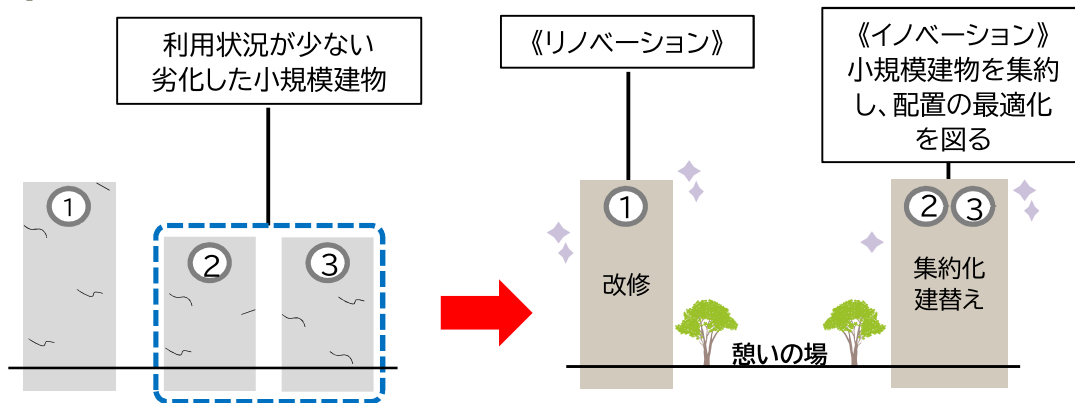 利用状況が少ない
劣化した小規模建物
①
②
③
《リノベーション》
①
改修
憩いの場
《イノベーション》
小規模建物を集約
し、配置の最適化
を図る
②③
集約化
建替え